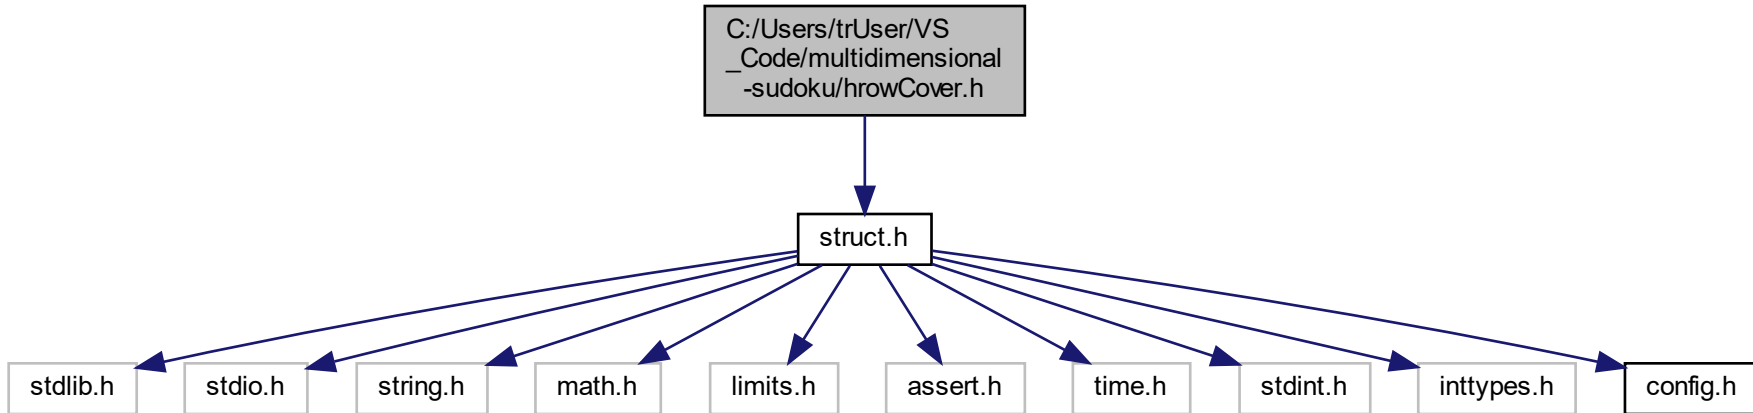 C:/Users/trUser/VS
_Code/multidimensional
-sudoku/hrowCover.h
struct.h
stdlib.h
stdio.h
string.h
math.h
limits.h
assert.h
time.h
stdint.h
inttypes.h
config.h